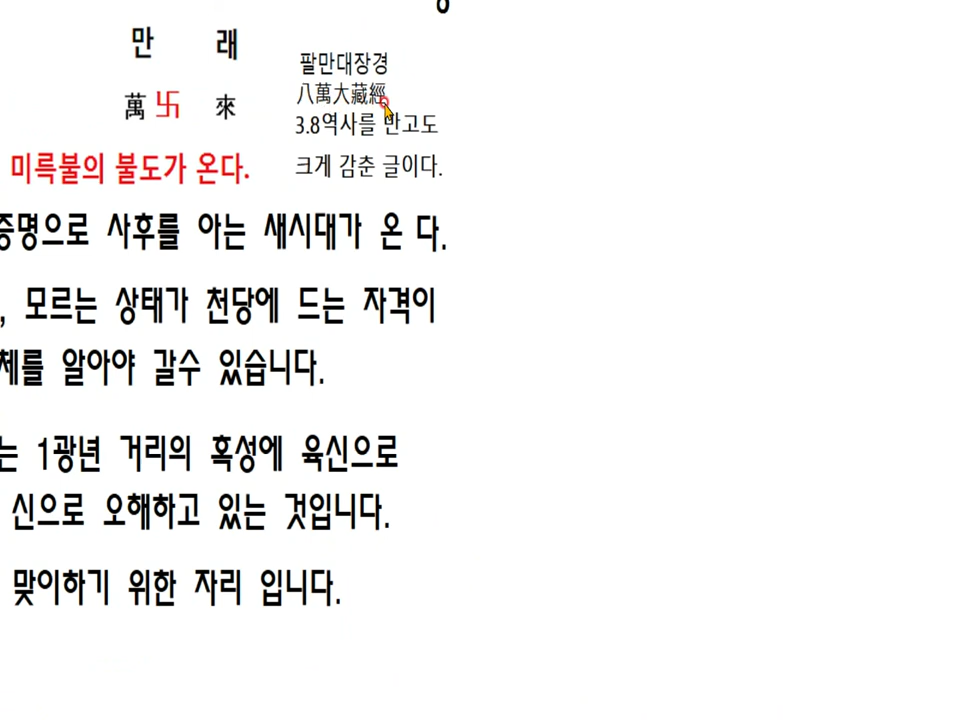 만 래
팔만대장경
八萬大藏經
萬 卐 來
3.8역사를 반고도
미륵불의 불도가 온다.
크게 감춘 글이다.
증명으로 사후를 아는 새시대가 온 다.
, 모르는 상태가 천당에 드는 자격이
체를 알아야 갈수 있습니다.
는 1광년 거리의 혹성에 육신으로
신으로 오해하고 있는 것입니다.
맞이하기 위한 자리 입니다.